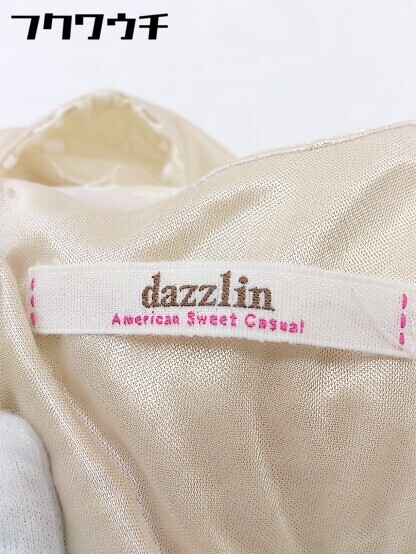 フクワウチ
dazzlin
American Sweet Casual